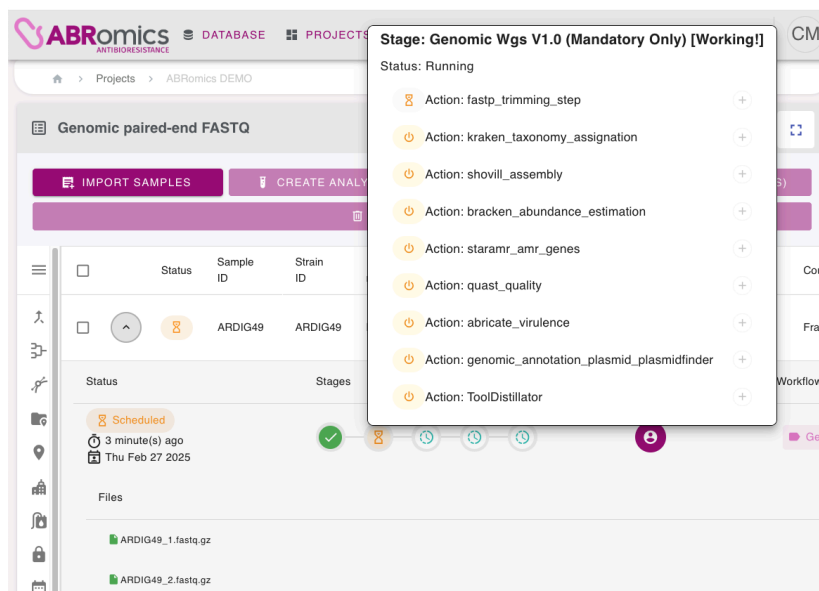 ABRomics
ANTIBIORESISTANCE
DATABASE
PROJECTS
CM
Projects
ABRomics DEMO
Genomic paired-end FASTQ
IMPORT SAMPLES
CREATE ANALY
S)
Stage: Genomic Wgs V1.0 (Mandatory Only) [Working!]
Status: Running
Action: fastp_trimming_step
Action: kraken_taxonomy_assignation
Action: shovill_assembly
Action: bracken_abundance_estimation
Action: staramr_amr_genes
Action: quast_quality
Action: abricate_virulence
Action: genomic_annotation_plasmid_plasmidfinder
Action: ToolDistillator
Status
Sample
ID
Strain
ID
Cou
ARDIG49
ARDIG49
Fra
Status
Stages
Workflow
Scheduled
3 minute(s) ago
Thu Feb 27 2025
Ge
Files
ARDIG49_1.fastq.gz
ARDIG49_2.fastq.gz